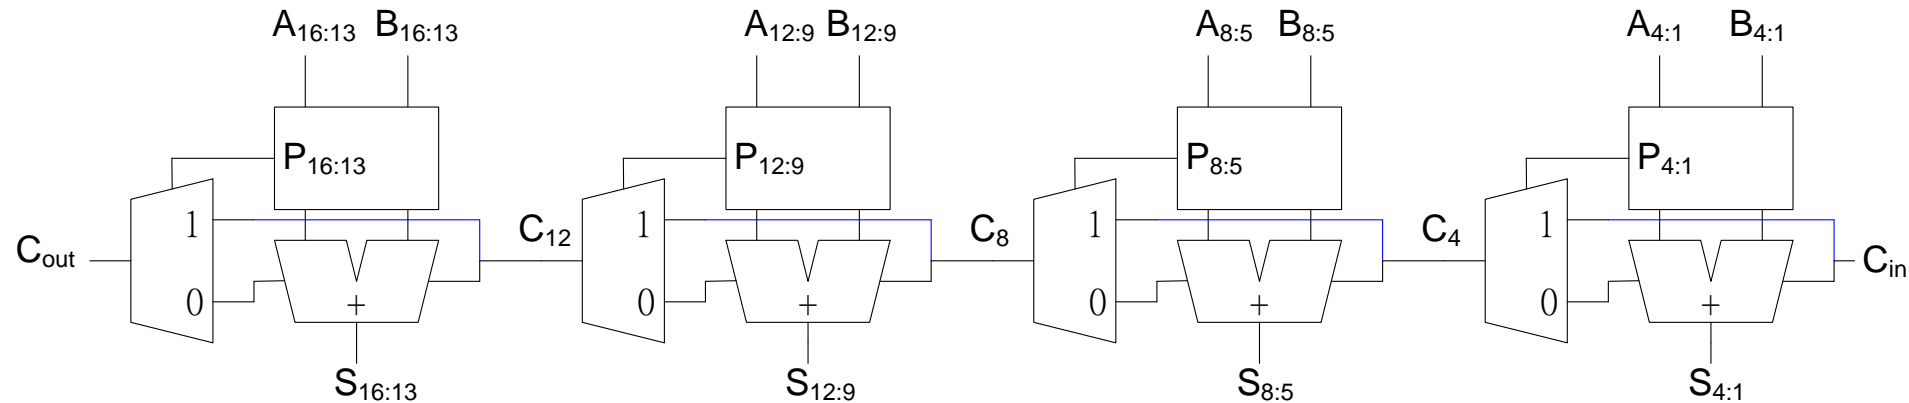 A16:13 B16:13 A12:9 B12:9 A8:5 B8:5 A4:1 B4:1
P16:13 P12:9 P8:5 P4:1
1 1 1 1
Cout C12 C8 C4 Cin
0 + 0 + 0 + 0 +
S16:13 S12:9 S8:5 S4:1